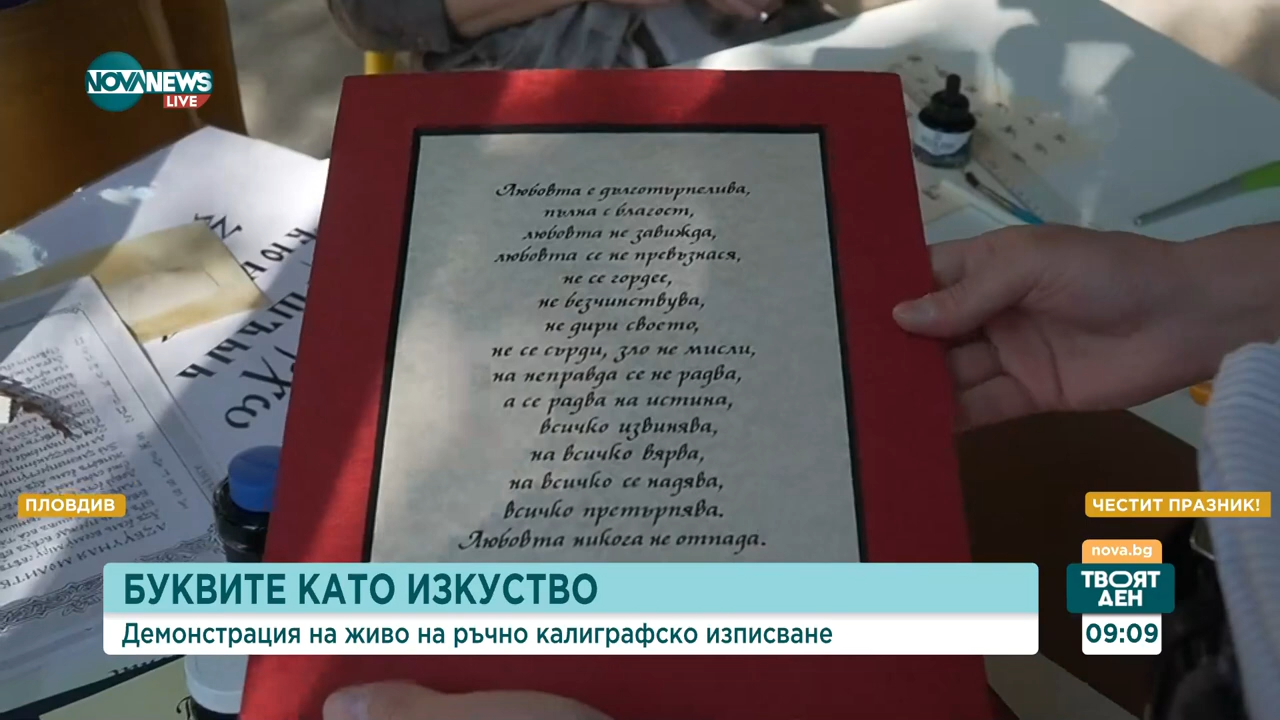 NOVANEWS
LIVE
Любовта е дълготърпелива,
пълна с благост,
любовта не завижда,
любовта се не превъзнася,
не се гордее,
не безчинствува,
не дири своето,
не се сърди, зло не мисли,
на неправда се не радва,
а се радва на истина,
всичко извинява,
на всичко вярва,
на всичко се надява,
всичко претърпява.
Любовта никога не отпада.
ПЛОВДИВ
ЧЕСТИТ ПРАЗНИК!
nova.bg
ТВОЯТ
ДЕН
09:09
БУКВИТЕ КАТО ИЗКУСТВО
Демонстрация на живо на ръчно калиграфско изписване